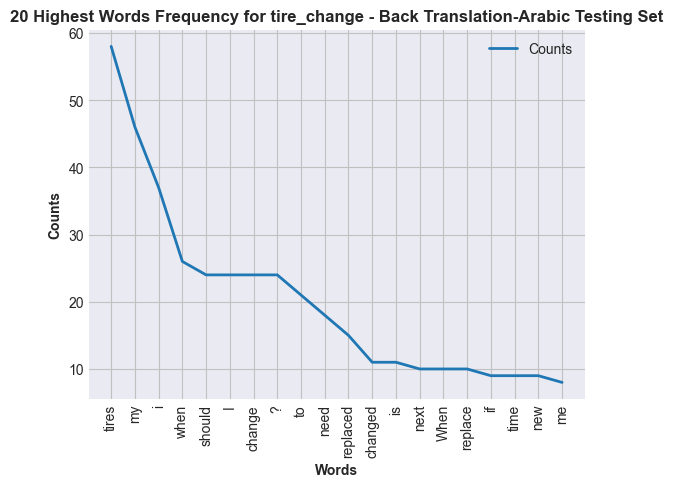 20 Highest Words Frequency for tire_change - Back Translation-Arabic Testing Set
Counts
60
50
40
30
20
10
Counts
tires
my
i
when
should
I
change
?
to
need
replaced
changed
is
next
When
replace
if
time
new
me
Words